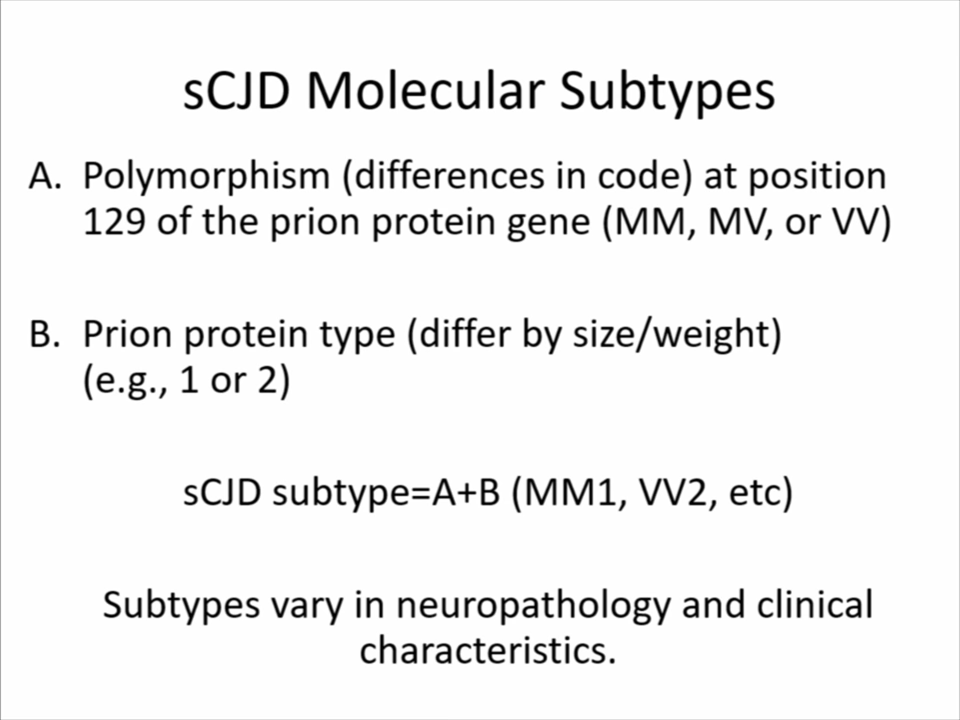 sCJD Molecular Subtypes
A. Polymorphism (differences in code) at position
129 of the prion protein gene (MM, MV, or VV)
B. Prion protein type (differ by size/weight)
(e.g., 1 or 2)
sCJD subtype=A+B (MM1, VV2, etc)
Subtypes vary in neuropathology and clinical
characteristics.